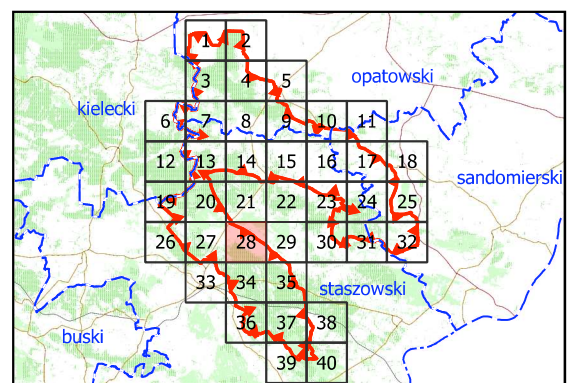 1 2
3 4 5
opatowski
kielecki
6 7 8 9 10 11
12 13 14 15 16 17 18
sandomierski
19 20 21 22 23 24 25
26 27 28 29 30 31 32
33 34 35
staszowski
36 37 38
buski
39 40